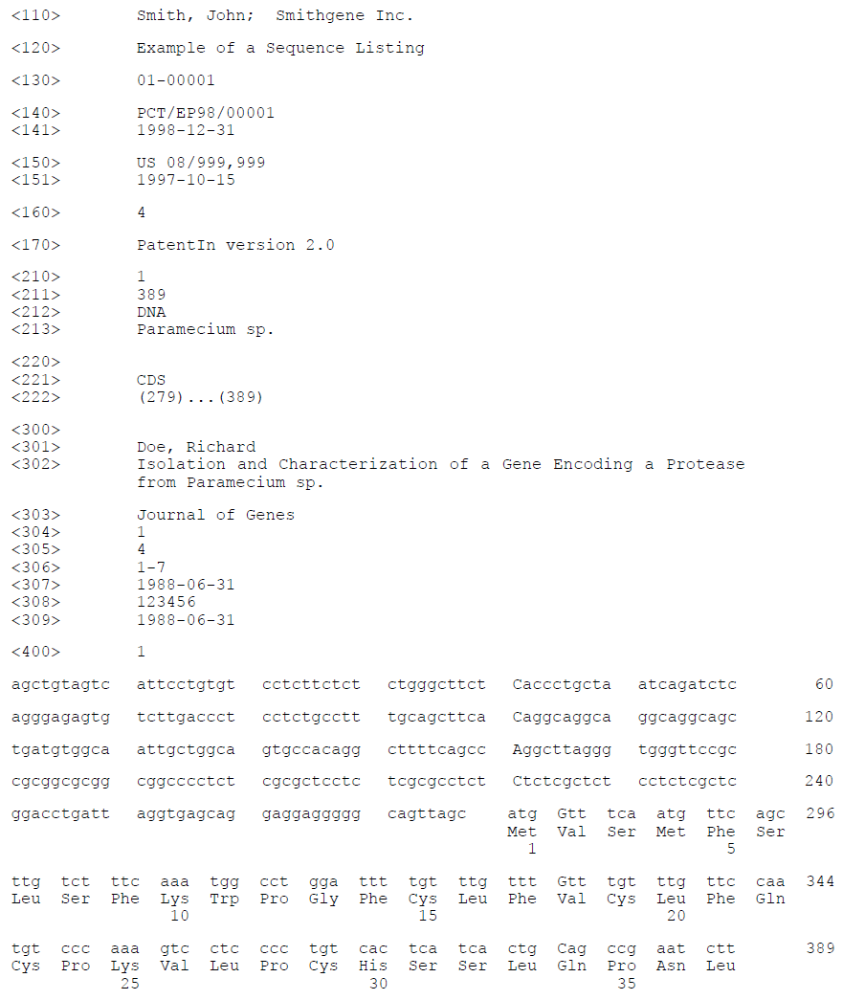 <110> Smith, John; Smithgene Inc.
<120> Example of a Sequence Listing
<130> 01-00001
<140> PCT/EP98/00001
<141> 1998-12-31
<150> US 08/999,999
<151> 1997-10-15
<160> 4
<170> PatentIn version 2.0
<210> 1
<211> 389
<212> DNA
<213> Paramecium sp.
<220>
<221> CDS
<222> (279)...(389)
<300>
<301> Doe, Richard
<302> Isolation and Characterization of a Gene Encoding a Protease
from Paramecium sp.
<303> Journal of Genes
<304> 1
<305> 4
<306> 1-7
<307> 1988-06-31
<308> 123456
<309> 1988-06-31
<400> 1
agctgtagtc attcctgtgt cctcttctct ctgggcttct Caccctgcta atcagatctc 60
agggagagtg tcttgaccct cctctgcctt tgcagcttca Caggcaggca ggcaggcagc 120
tgatgtggca attgctggca gtgccacagg cttttcagcc Aggcttaggg tgggttccgc 180
cgcggcgcgg cggcccctct cgcgctcctc tcgcgcctct Ctctcgctct cctctcgctc 240
ggacctgatt aggtgagcag gaggaggggg cagttagc atg Gtt tca atg ttc agc 296
Met Val Ser Met Phe Ser
1 5
ttg tct ttc aaa tgg cct gga ttt tgt ttg ttt Gtt tgt ttg ttc caa 344
Leu Ser Phe Lys Trp Pro Gly Phe Cys Leu Phe Val Cys Leu Phe Gln
10 15 20
tgt ccc aaa gtc ctc ccc tgt cac tca tca ctg Cag ccg aat ctt 389
Cys Pro Lys Val Leu Pro Cys His Ser Ser Leu Gln Pro Asn Leu
25 30 35